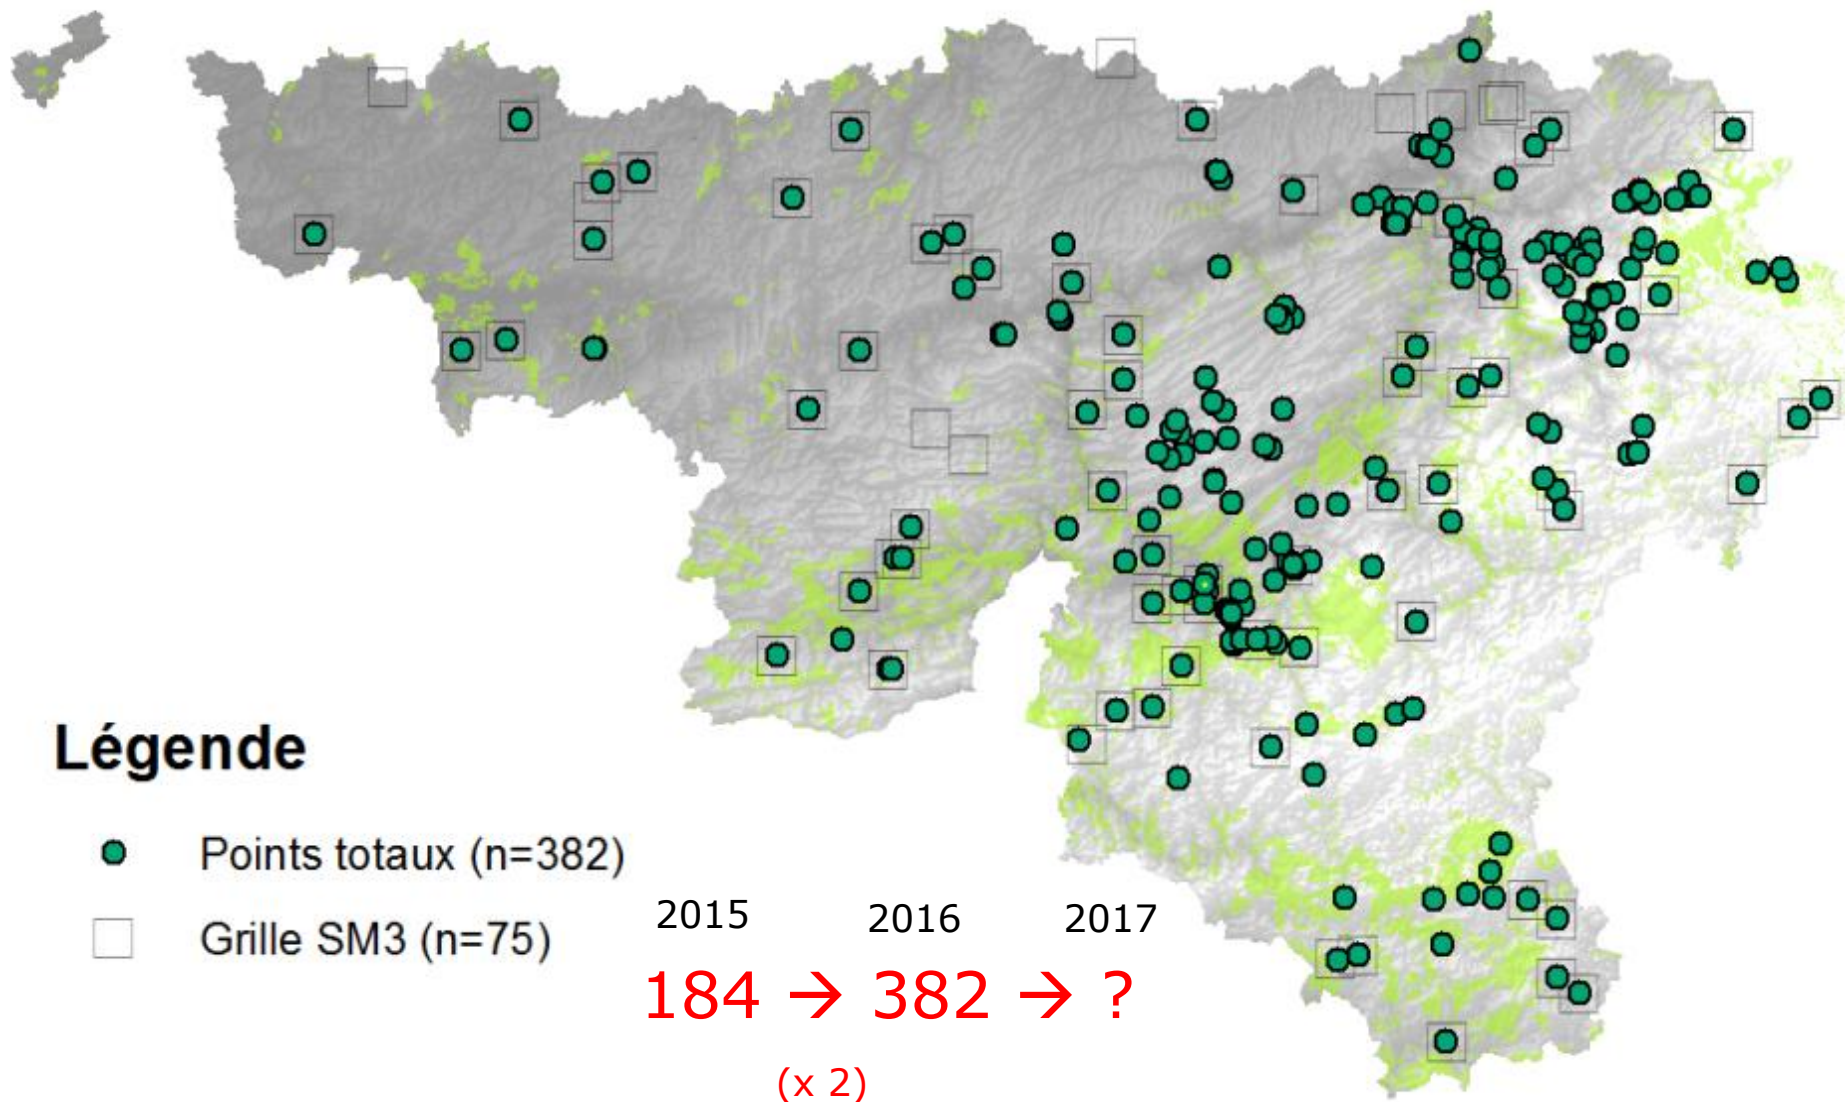 Légende
Points totaux (n=382)
Grille SM3 (n=75)
2015 2016 2017
184 → 382 → ?
(x 2)